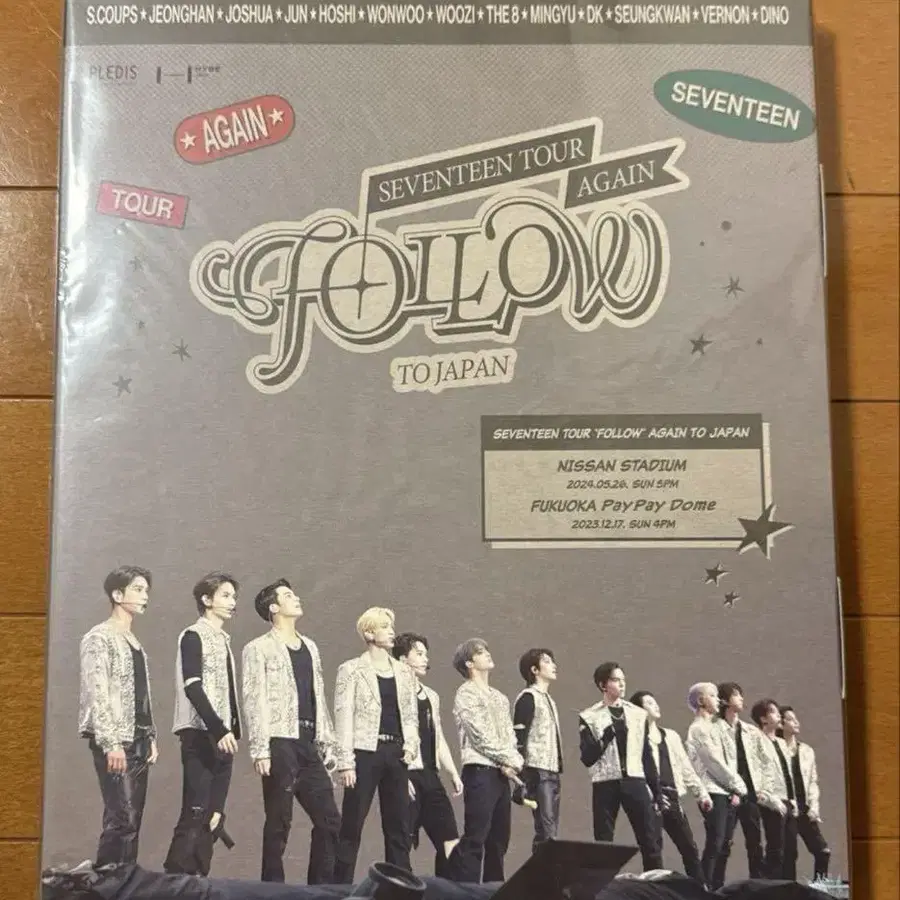 S.COUPS★JEONGHAN★JOSHUA★JUN★HOSHI★WONWOO★WOOZI★THE 8★MINGYU★DK★SEUNGKWAN★VERNON★DINO
PLEDIS
HYBE
★AGAIN★
SEVENTEEN
TOUR
SEVENTEEN TOUR
AGAIN
FOLLOW
TO JAPAN
SEVENTEEN TOUR 'FOLLOW' AGAIN TO JAPAN
NISSAN STADIUM
2024.05.26. SUN 5PM
FUKUOKA PayPay Dome
2023.12.17. SUN 4PM